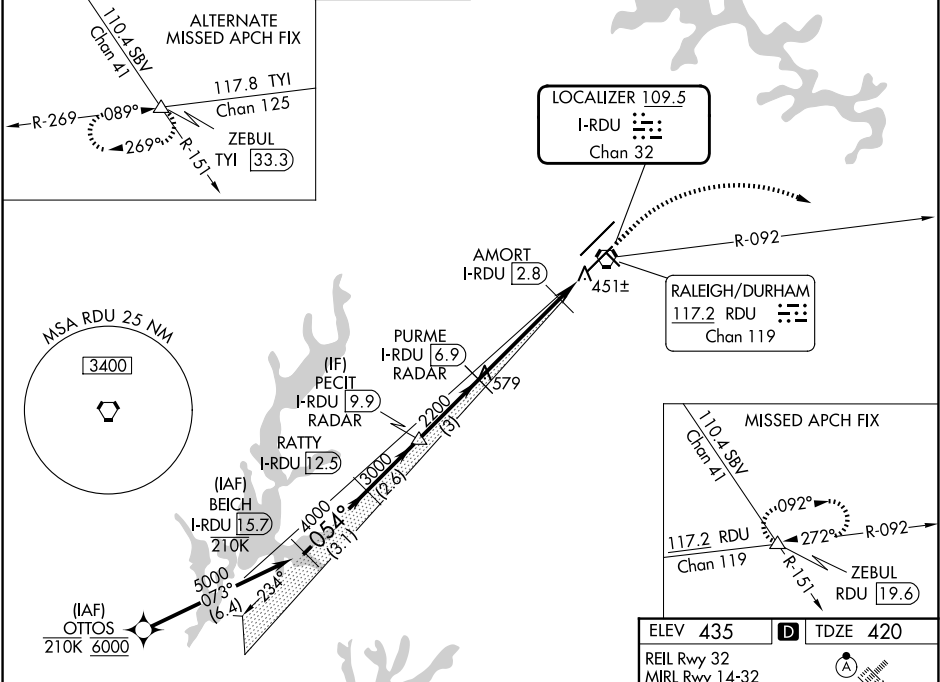 ALTERNATE
MISSED APCH FIX
110.4 SBV
Chan 41
117.8 TYI
Chan 125
R-269
089°
269°
R-151
ZEBUL
TYI 33.3
LOCALIZER 109.5
I-RDU
Chan 32
R-092
AMORT
I-RDU 2.8
451±
RALEIGH/DURHAM
117.2 RDU
Chan 119
MSA RDU 25 NM
3400
PURME
I-RDU 6.9
RADAR
579
(IF)
PECIT
I-RDU 9.9
RADAR
2200
(3)
RATTY
I-RDU 12.5
3000
(2.6)
(IAF)
BEICH
I-RDU 15.7
210K
4000
054°
(3.1)
5000
073°
(6.4)
234°
(IAF)
OTTOS
210K 6000
MISSED APCH FIX
110.4 SBV
Chan 41
092°
272°
R-092
117.2 RDU
Chan 119
R-151
ZEBUL
RDU 19.6
ELEV 435 D TDZE 420
REIL Rwy 32
MIRL Rwy 14-32
A